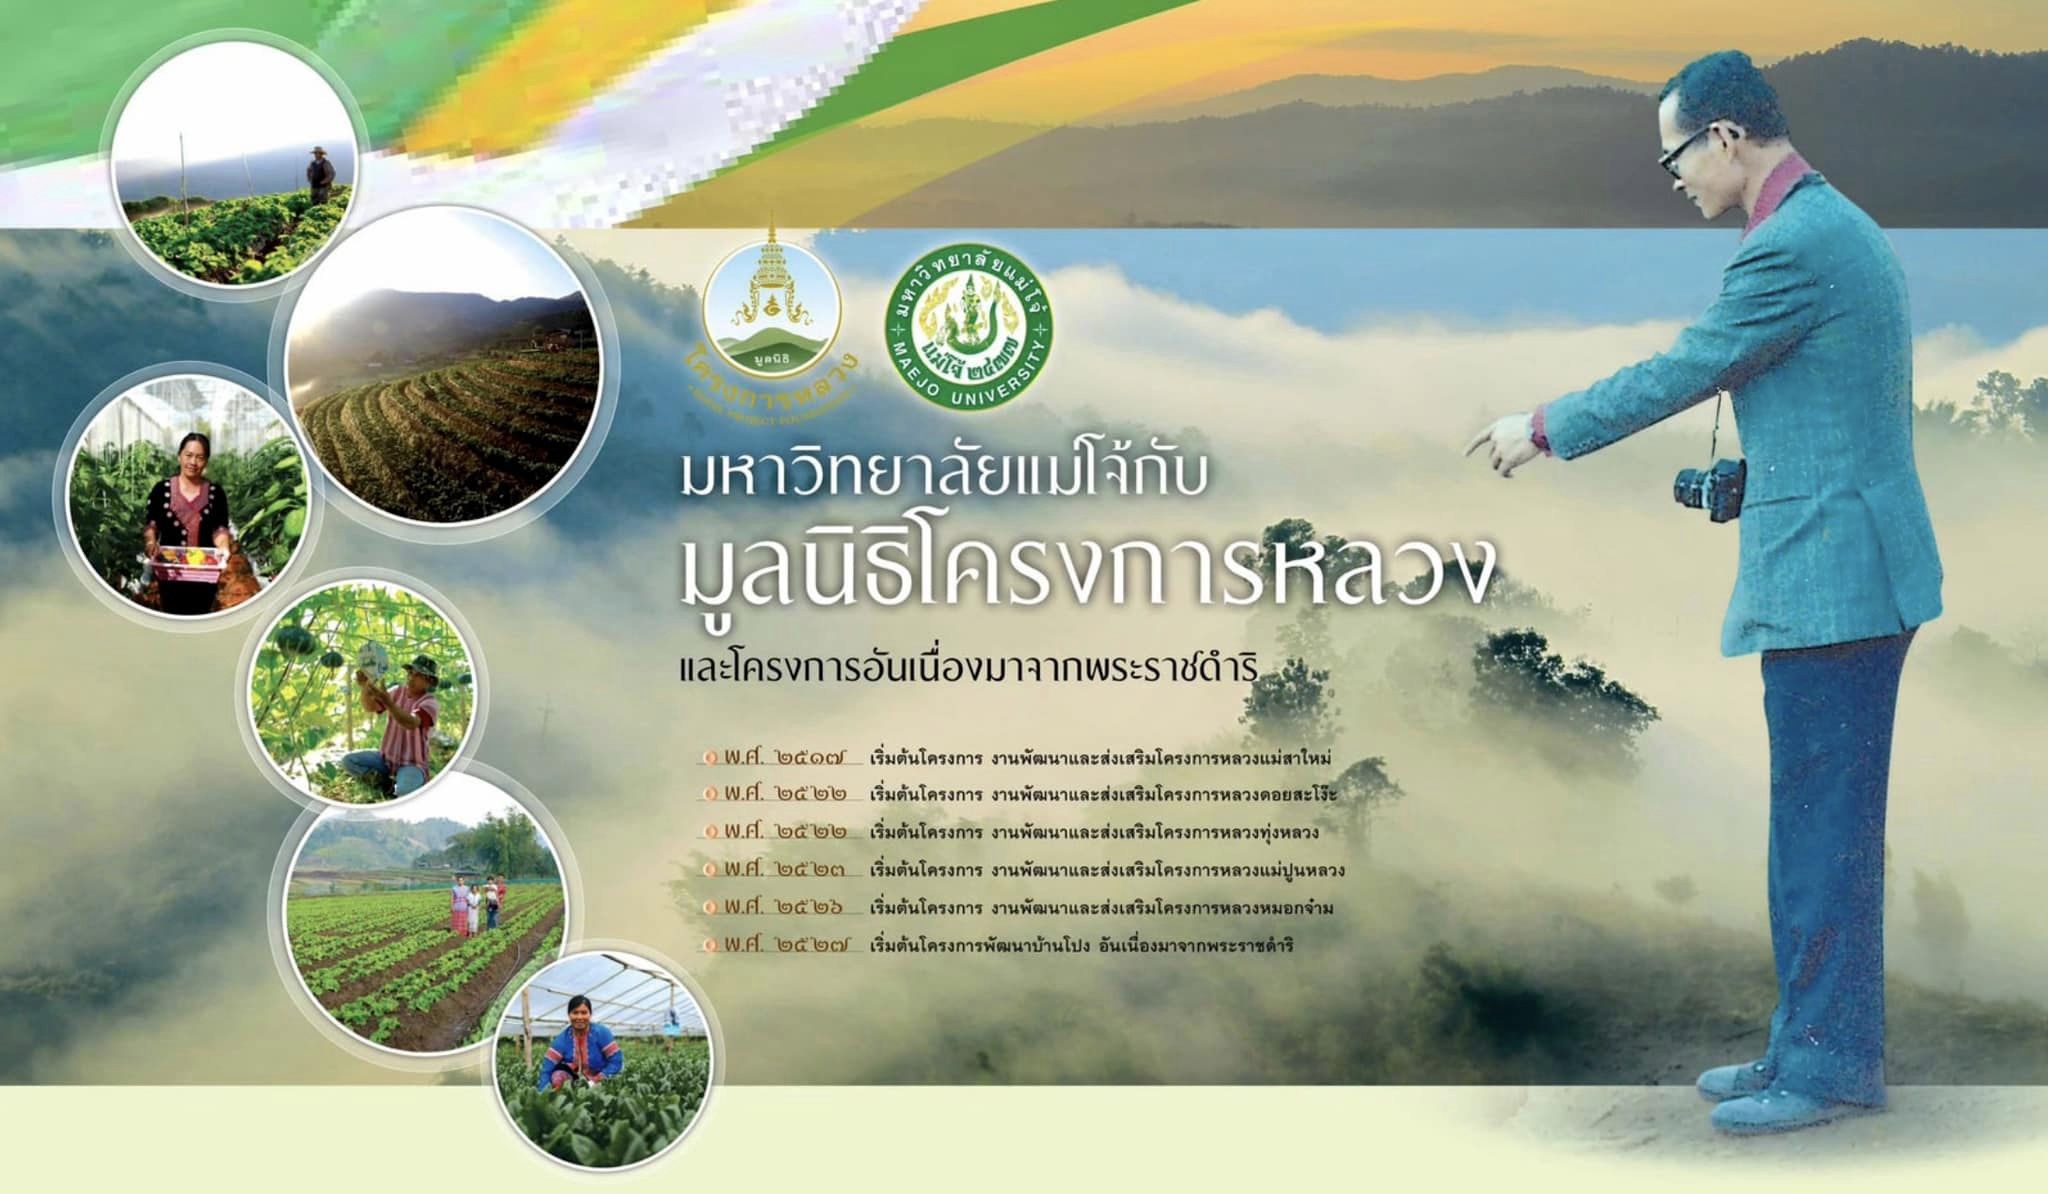 มูลนิธิ
โครงการหลวง
ROYAL PROJECT FOUNDATION
มหาวิทยาลัยแม่โจ้
แม่โจ้ ๒๔๗๗
MAEJO UNIVERSITY
มหาวิทยาลัยแม่โจ้กับ
มูลนิธิโครงการหลวง
และโครงการอันเนื่องมาจากพระราชดำริ
พ.ศ. ๒๕๑๗ เริ่มต้นโครงการ งานพัฒนาและส่งเสริมโครงการหลวงแม่สาใหม่
พ.ศ. ๒๕๒๒ เริ่มต้นโครงการ งานพัฒนาและส่งเสริมโครงการหลวงดอยสะโง๊ะ
พ.ศ. ๒๕๒๒ เริ่มต้นโครงการ งานพัฒนาและส่งเสริมโครงการหลวงทุ่งหลวง
พ.ศ. ๒๕๒๓ เริ่มต้นโครงการ งานพัฒนาและส่งเสริมโครงการหลวงแม่ปูนหลวง
พ.ศ. ๒๕๒๖ เริ่มต้นโครงการ งานพัฒนาและส่งเสริมโครงการหลวงหมอกจ๋าม
พ.ศ. ๒๕๒๗ เริ่มต้นโครงการพัฒนาบ้านโปง อันเนื่องมาจากพระราชดำริ